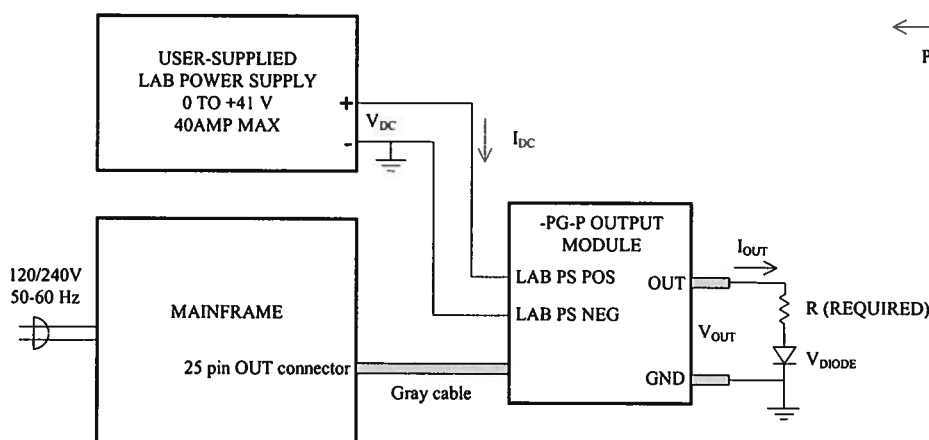 USER-SUPPLIED
LAB POWER SUPPLY
0 TO +41 V
40AMP MAX
+
-
V_DC
I_DC
P
-PG-P OUTPUT
MODULE
LAB PS POS
LAB PS NEG
OUT
GND
I_OUT
V_OUT
R (REQUIRED)
V_DIODE
120/240V
50-60 Hz
MAINFRAME
25 pin OUT connector
Gray cable